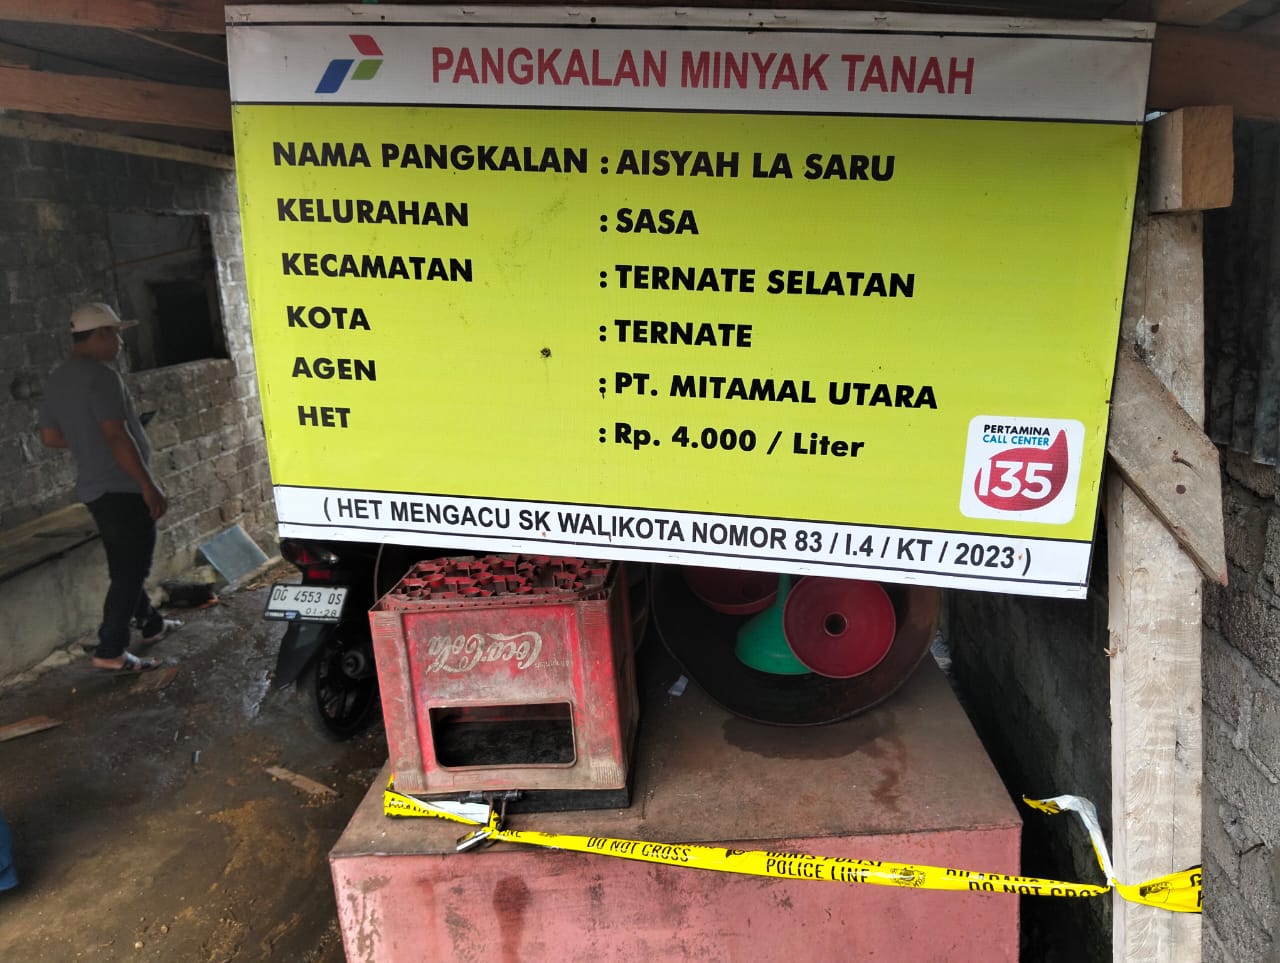 PANGKALAN MINYAK TANAH
NAMA PANGKALAN : AISYAH LA SARU
KELURAHAN : SASA
KECAMATAN : TERNATE SELATAN
KOTA : TERNATE
AGEN : PT. MITAMAL UTARA
HET : Rp. 4.000 / Liter
PERTAMINA
CALL CENTER
135
( HET MENGACU SK WALIKOTA NOMOR 83 / I.4 / KT / 2023 )
DG 4553 OS
01·28
Coca-Cola
DO NOT CROSS
POLICE LINE
DO NOT CROSS